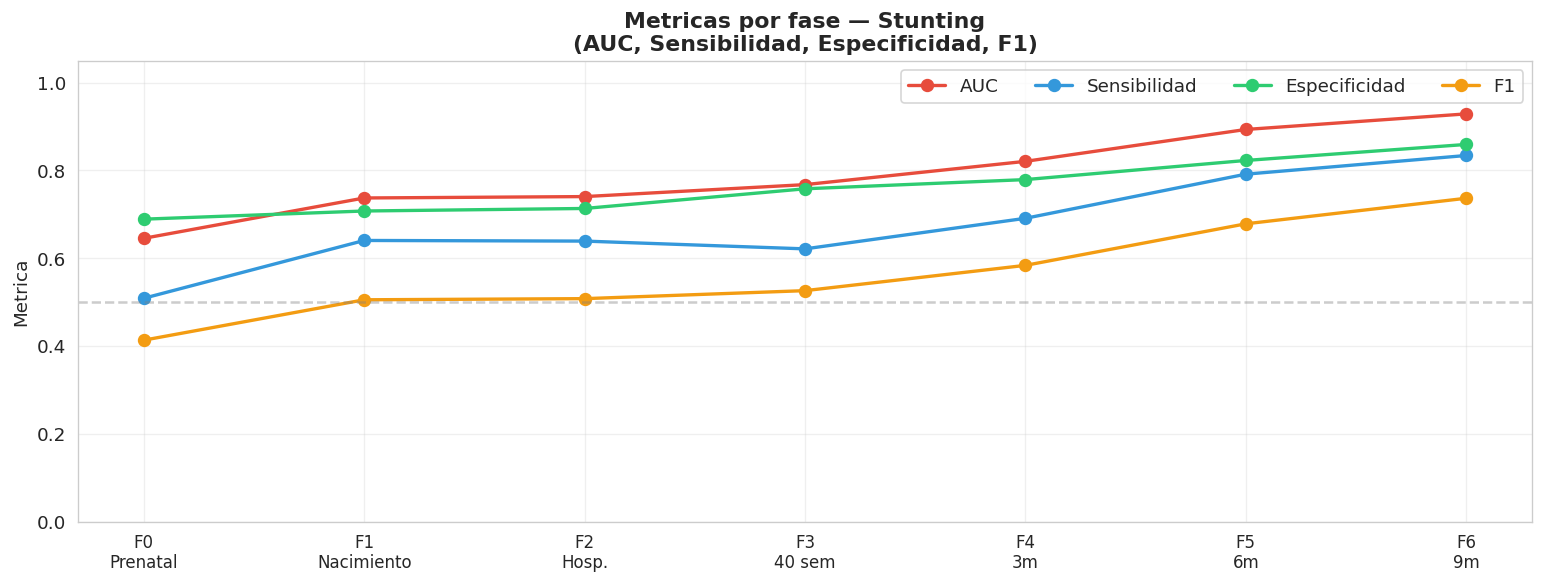 Metricas por fase — Stunting
(AUC, Sensibilidad, Especificidad, F1)
AUC
Sensibilidad
Especificidad
F1
Metrica
1.0
0.8
0.6
0.4
0.2
0.0
F0
Prenatal
F1
Nacimiento
F2
Hosp.
F3
40 sem
F4
3m
F5
6m
F6
9m